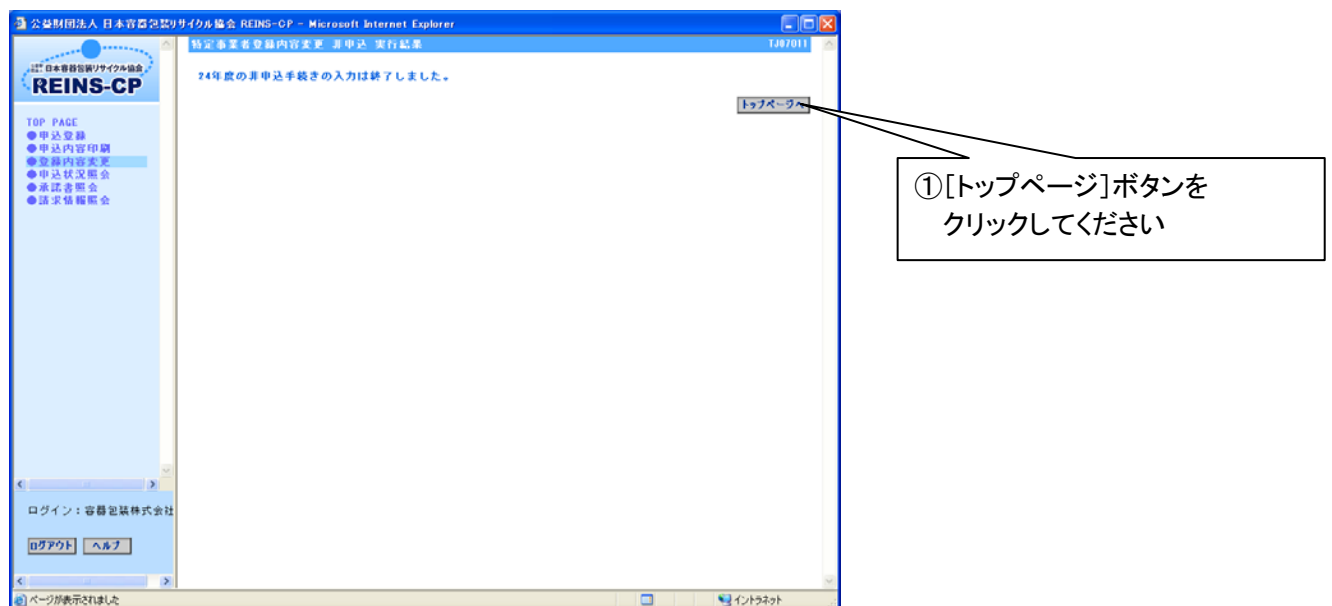 公益財団法人 日本容器包装リサイクル協会 REINS-CP - Microsoft Internet Explorer
日本容器包装リサイクル協会
REINS-CP
TOP PAGE
●申込登録
●申込内容印刷
●登録内容変更
●申込状況照会
●承諾書照会
●請求情報照会
ログイン：容器包装株式会社
ログアウト ヘルプ
特定事業者登録内容変更 非申込 実行結果 TJ07011
24年度の非申込手続きの入力は終了しました。
トップページへ
①[トップページ]ボタンを
クリックしてください
ページが表示されました イントラネット